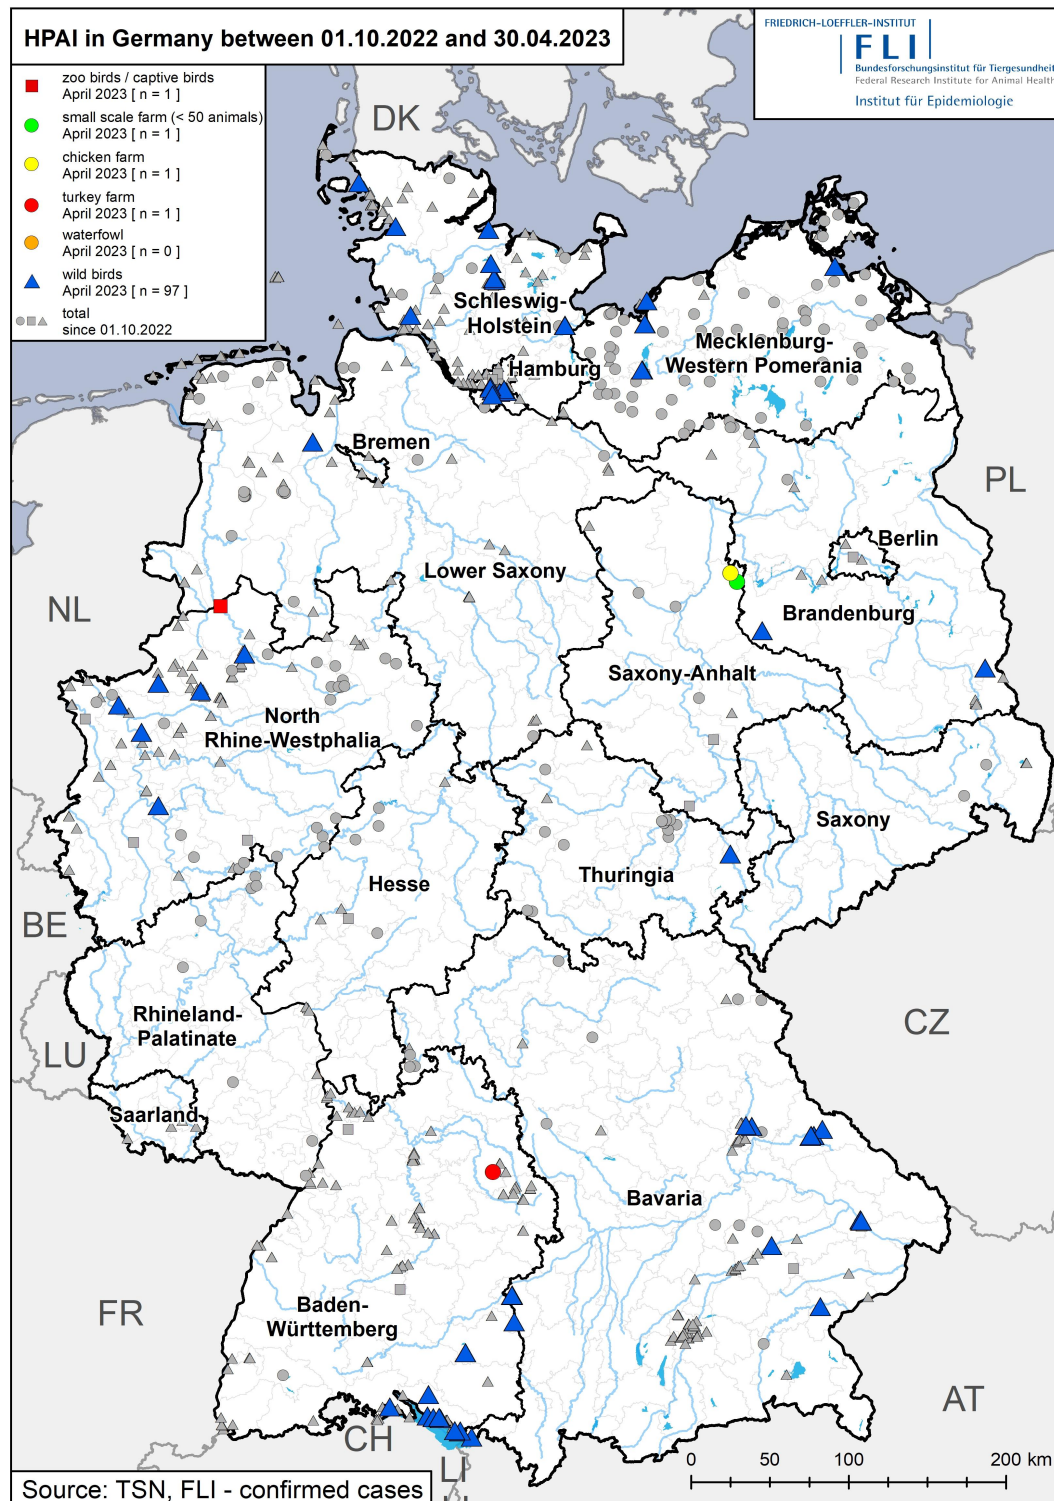 HPAI in Germany between 01.10.2022 and 30.04.2023
FRIEDRICH-LOEFFLER-INSTITUT
FLI
Bundesforschungsinstitut für Tiergesundheit
Federal Research Institute for Animal Health
Institut für Epidemiologie
zoo birds / captive birds
April 2023 [ n = 1 ]
small scale farm (< 50 animals)
April 2023 [ n = 1 ]
chicken farm
April 2023 [ n = 1 ]
turkey farm
April 2023 [ n = 1 ]
waterfowl
April 2023 [ n = 0 ]
wild birds
April 2023 [ n = 97 ]
total
since 01.10.2022
DK
Schleswig-
Holstein
Mecklenburg-
Western Pomerania
Hamburg
Bremen
PL
Berlin
Lower Saxony
NL
Brandenburg
Saxony-Anhalt
North
Rhine-Westphalia
Saxony
Thuringia
Hesse
BE
Rhineland-
Palatinate
CZ
LU
Saarland
Bavaria
FR
Baden-
Württemberg
AT
CH
LI
0 50 100 200 km
Source: TSN, FLI - confirmed cases